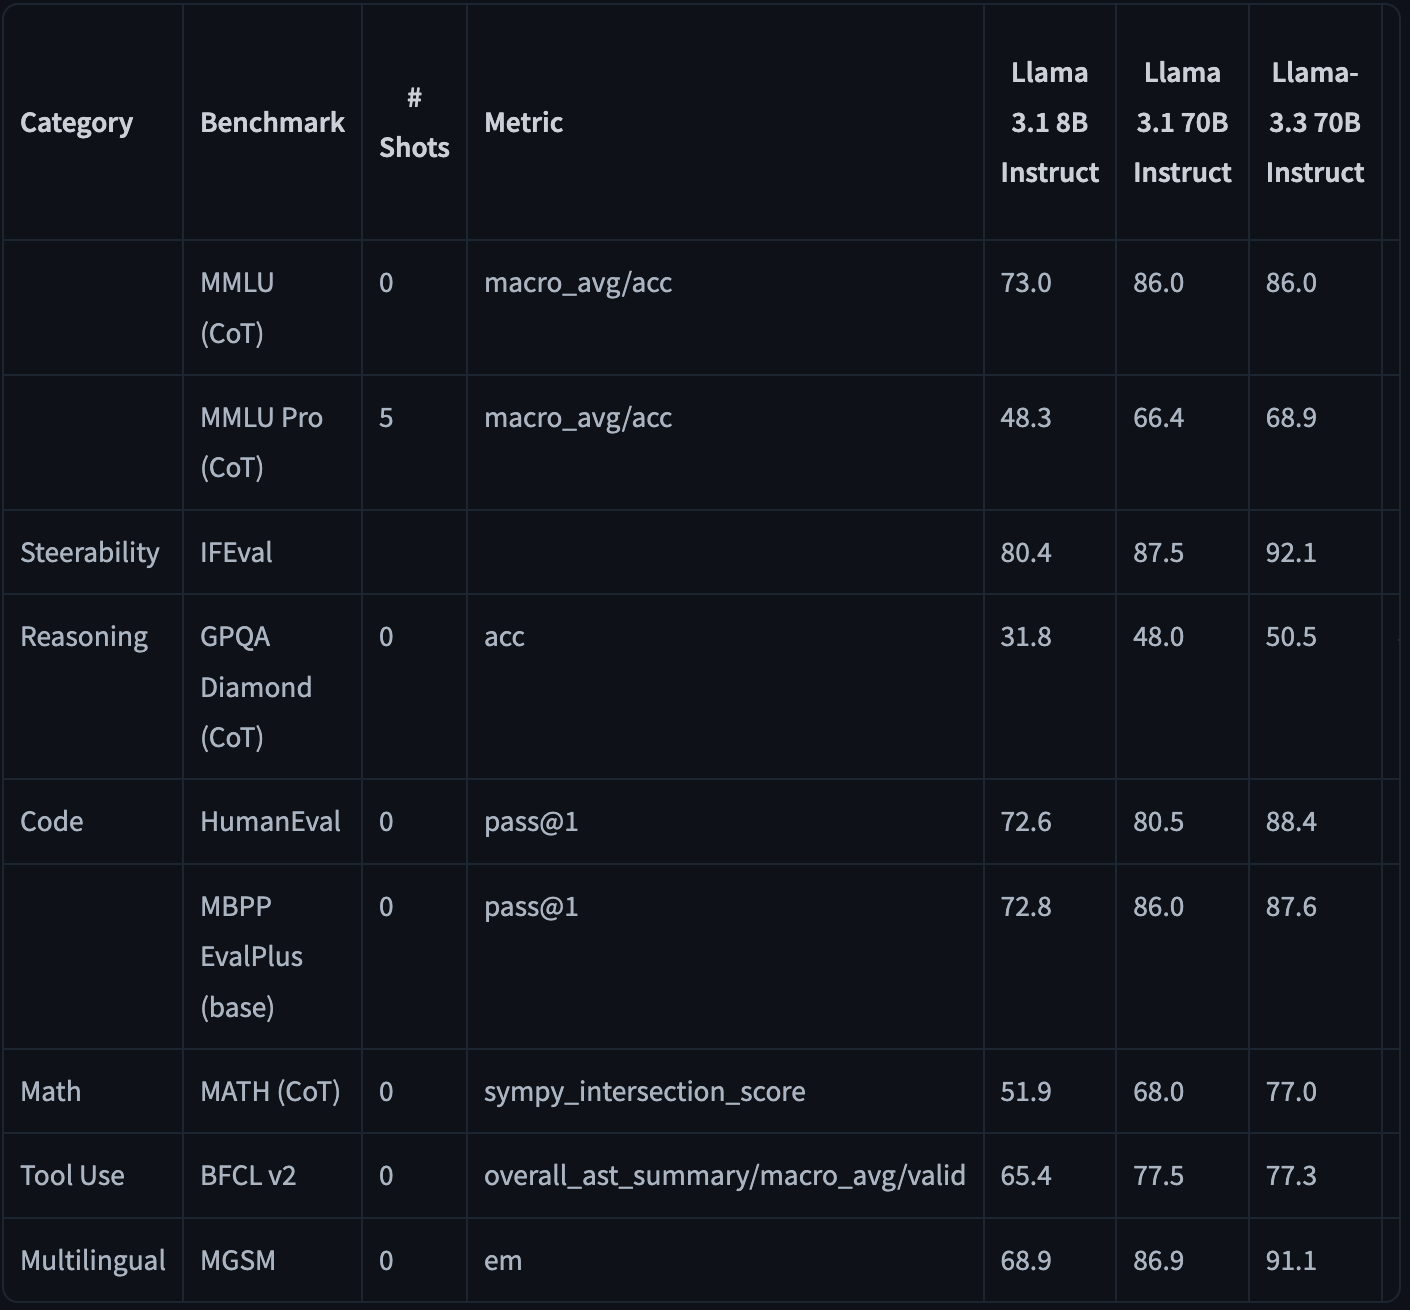 Category Benchmark # Shots Metric Llama 3.1 8B Instruct Llama 3.1 70B Instruct Llama-3.3 70B Instruct
MMLU (CoT) 0 macro_avg/acc 73.0 86.0 86.0
MMLU Pro (CoT) 5 macro_avg/acc 48.3 66.4 68.9
Steerability IFEval 80.4 87.5 92.1
Reasoning GPQA Diamond (CoT) 0 acc 31.8 48.0 50.5
Code HumanEval 0 pass@1 72.6 80.5 88.4
MBPP EvalPlus (base) 0 pass@1 72.8 86.0 87.6
Math MATH (CoT) 0 sympy_intersection_score 51.9 68.0 77.0
Tool Use BFCL v2 0 overall_ast_summary/macro_avg/valid 65.4 77.5 77.3
Multilingual MGSM 0 em 68.9 86.9 91.1